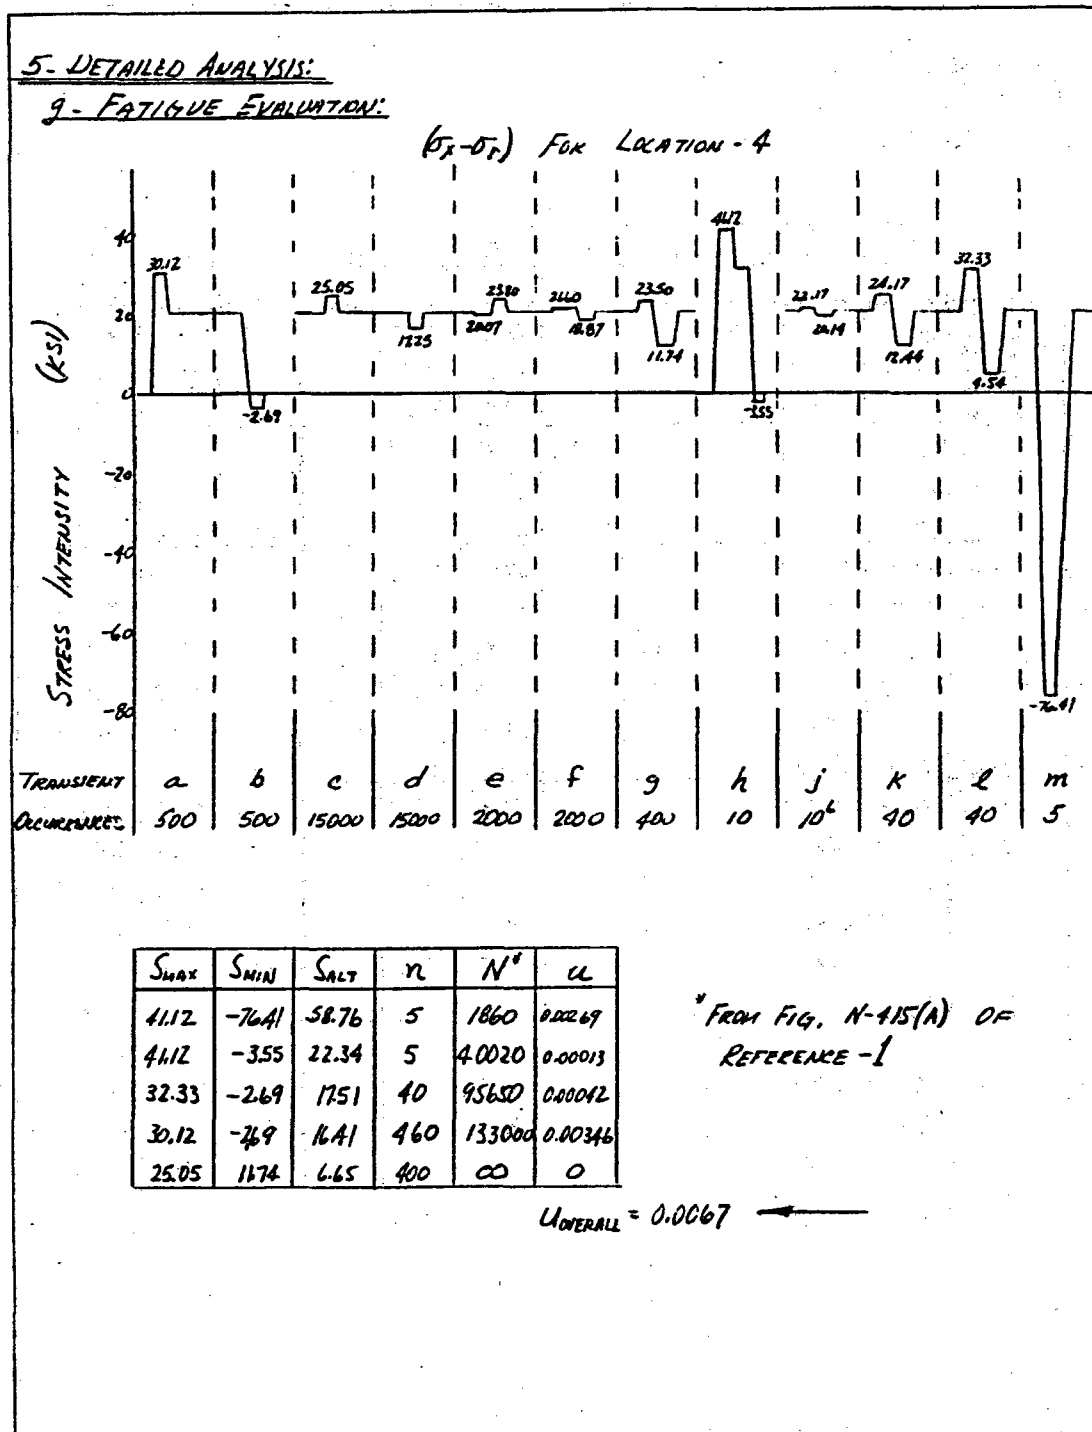 5- DETAILED ANALYSIS:
g- FATIGUE EVALUATION:
(σx-σr) FOR LOCATION-4
STRESS INTENSITY (KSI)
40
20
0
-20
-40
-60
-80
30.12
-2.69
25.05
17.25
20.07
23.80
21.60
18.87
23.50
11.74
41.12
-3.55
22.17
20.14
24.17
12.44
32.33
4.54
-76.41
TRANSIENT a b c d e f g h j k l m
OCCURRENCES 500 500 15000 15000 2000 2000 400 10 10⁶ 40 40 5
SMAX SMIN SALT n N* u
41.12 -76.41 58.76 5 1860 0.00269
41.12 -3.55 22.34 5 40020 0.00013
32.33 -2.69 17.51 40 95650 0.00042
30.12 -2.69 16.41 460 133000 0.00346
25.05 11.74 6.65 400 ∞ 0
*FROM FIG. N-415(A) OF
REFERENCE-1
UOVERALL = 0.0067